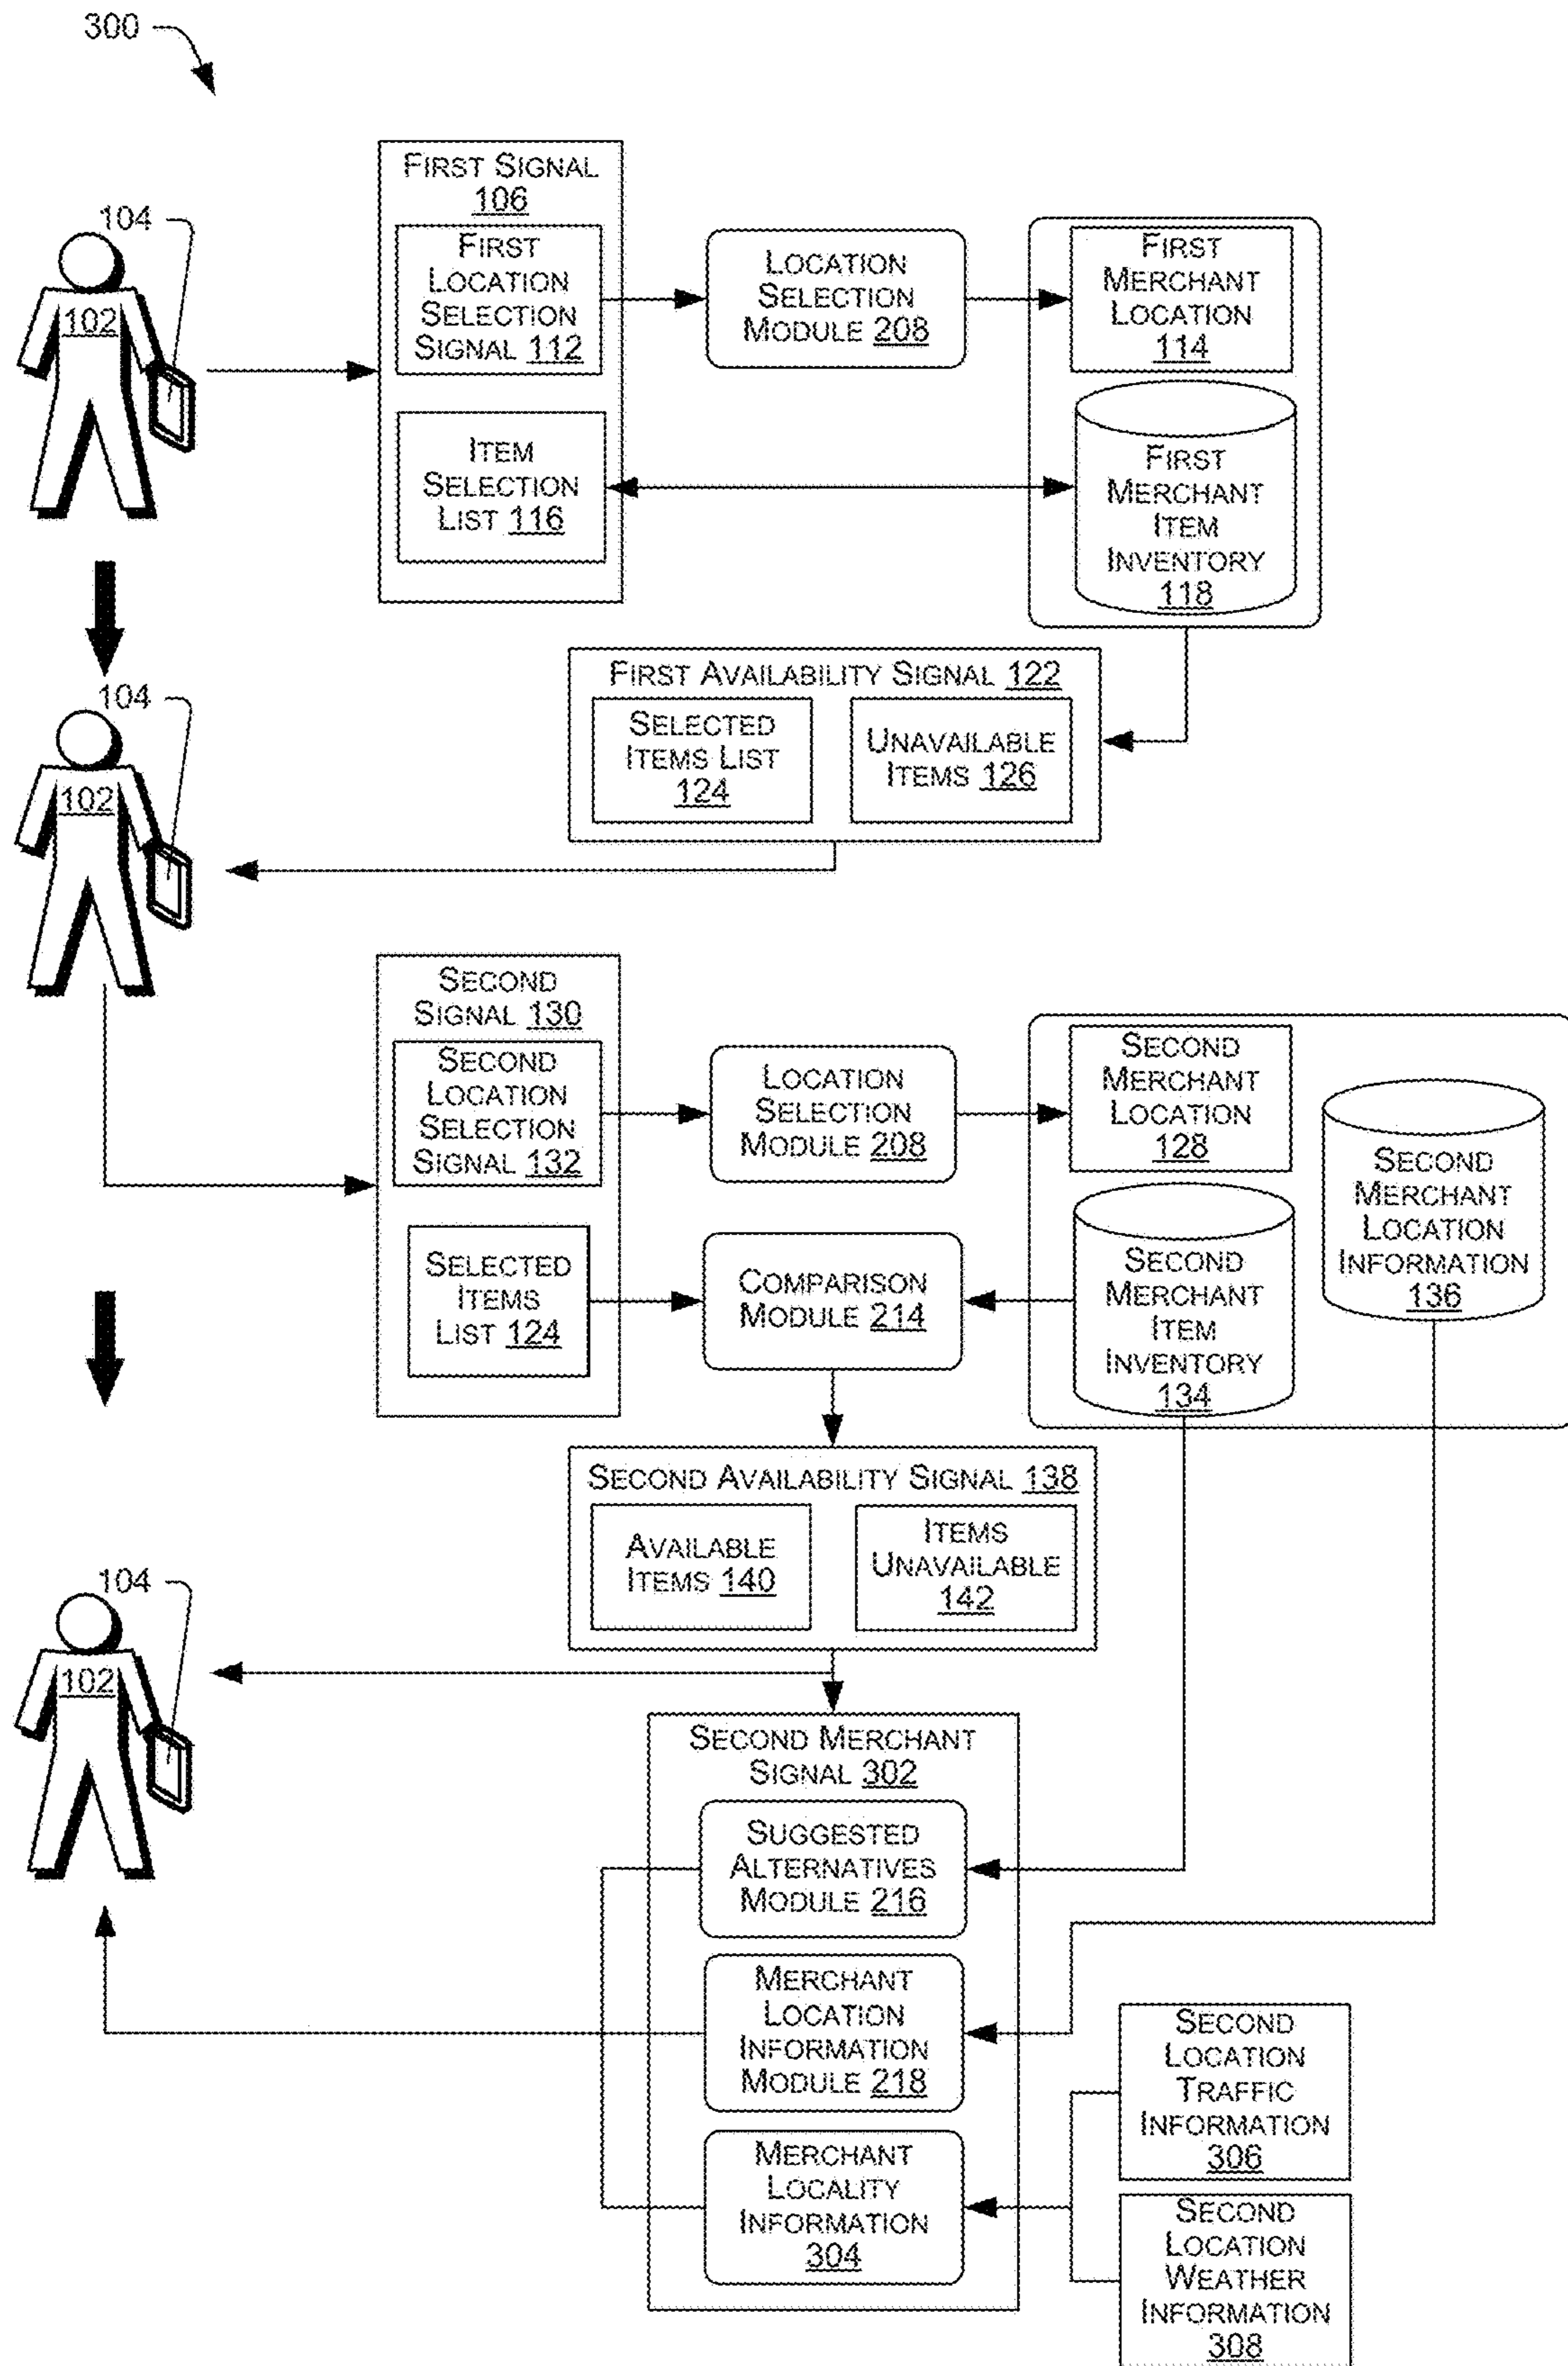 300
104
102
FIRST SIGNAL
106
FIRST
LOCATION
SELECTION
SIGNAL 112
LOCATION
SELECTION
MODULE 208
FIRST
MERCHANT
LOCATION
114
ITEM
SELECTION
LIST 116
FIRST
MERCHANT
ITEM
INVENTORY
118
104
102
FIRST AVAILABILITY SIGNAL 122
SELECTED
ITEMS LIST
124
UNAVAILABLE
ITEMS 126
SECOND
SIGNAL 130
SECOND
LOCATION
SELECTION
SIGNAL 132
LOCATION
SELECTION
MODULE 208
SECOND
MERCHANT
LOCATION
128
SECOND
MERCHANT
LOCATION
INFORMATION
136
SELECTED
ITEMS
LIST 124
COMPARISON
MODULE 214
SECOND
MERCHANT
ITEM
INVENTORY
134
SECOND AVAILABILITY SIGNAL 138
AVAILABLE
ITEMS 140
ITEMS
UNAVAILABLE
142
104
102
SECOND MERCHANT
SIGNAL 302
SUGGESTED
ALTERNATIVES
MODULE 216
MERCHANT
LOCATION
INFORMATION
MODULE 218
MERCHANT
LOCALITY
INFORMATION
304
SECOND
LOCATION
TRAFFIC
INFORMATION
306
SECOND
LOCATION
WEATHER
INFORMATION
308